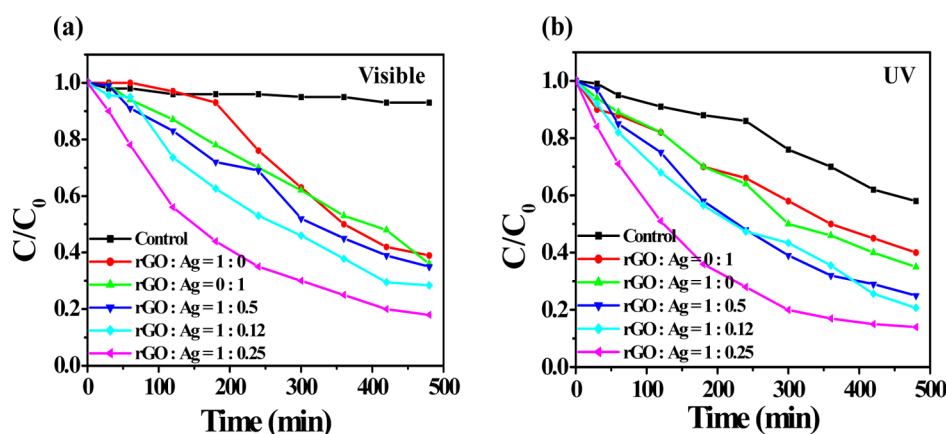 (a)
Visible
C/C0
1.0
0.8
0.6
0.4
0.2
0.0
Control
rGO : Ag = 1 : 0
rGO : Ag = 0 : 1
rGO : Ag = 1 : 0.5
rGO : Ag = 1 : 0.12
rGO : Ag = 1 : 0.25
0 100 200 300 400 500
Time (min)
(b)
UV
C/C0
1.0
0.8
0.6
0.4
0.2
0.0
Control
rGO : Ag = 0 : 1
rGO : Ag = 1 : 0
rGO : Ag = 1 : 0.5
rGO : Ag = 1 : 0.12
rGO : Ag = 1 : 0.25
0 100 200 300 400 500
Time (min)